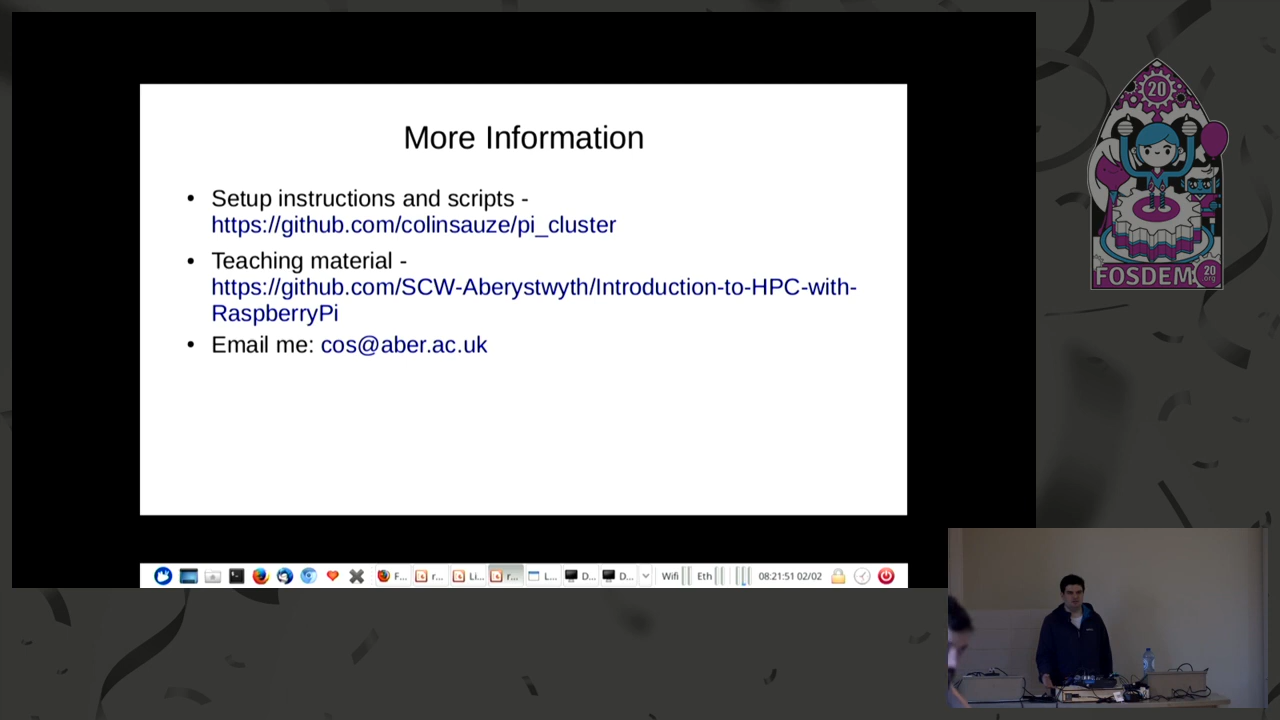 More Information
• Setup instructions and scripts -
https://github.com/colinsauze/pi_cluster
• Teaching material -
https://github.com/SCW-Aberystwyth/Introduction-to-HPC-with-
RaspberryPi
• Email me: cos@aber.ac.uk
20
FOSDEM 20
.org
F... r... Li... r... L... D... D... Wifi Eth 08:21:51 02/02